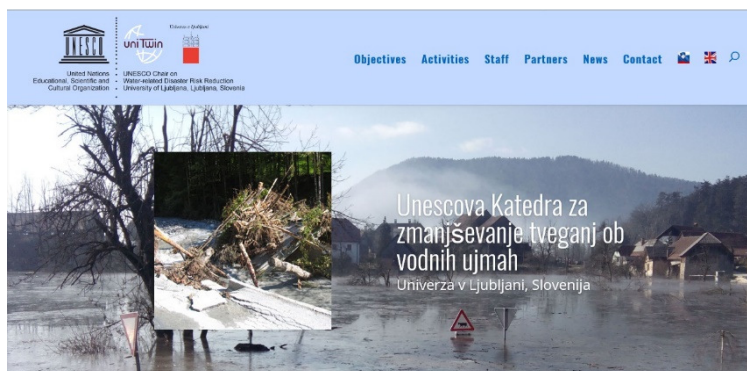 UNESCO
uniTwin
Univerza v Ljubljani
United Nations
Educational, Scientific and
Cultural Organization
UNESCO Chair on
Water-related Disaster Risk Reduction
University of Ljubljana, Ljubljana, Slovenia
Objectives Activities Staff Partners News Contact
Unescova Katedra za
zmanjševanje tveganj ob
vodnih ujmah
Univerza v Ljubljani, Slovenija